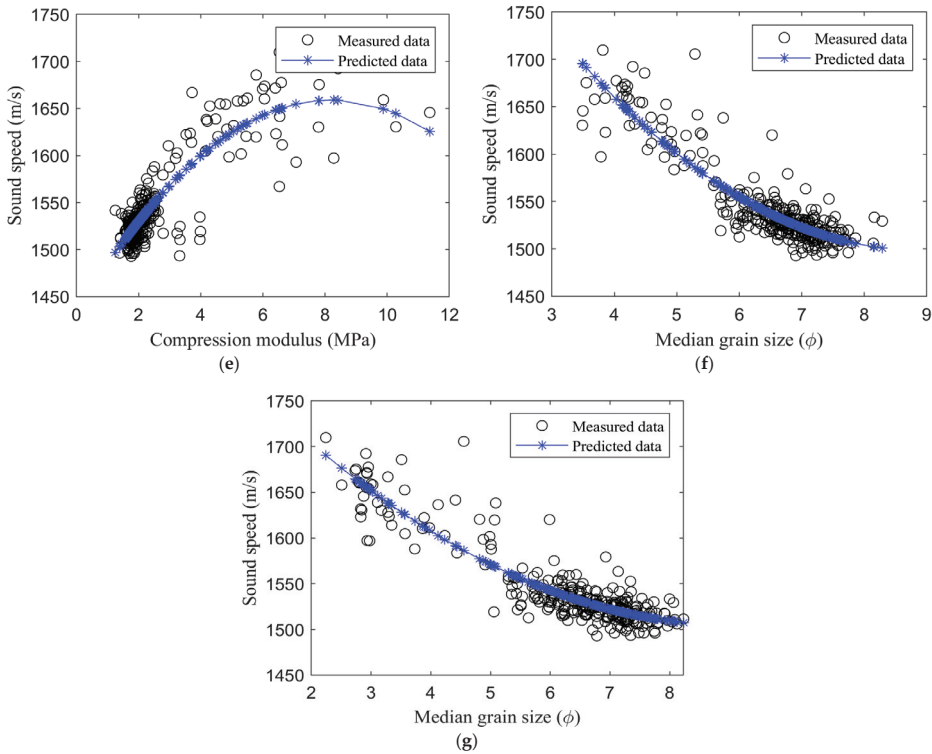 1750
1700
1650
1600
1550
1500
1450
Sound speed (m/s)
Measured data
Predicted data
0 2 4 6 8 10 12
Compression modulus (MPa)
(e)
1750
1700
1650
1600
1550
1500
1450
Sound speed (m/s)
Measured data
Predicted data
3 4 5 6 7 8 9
Median grain size (ϕ)
(f)
1750
1700
1650
1600
1550
1500
1450
Sound speed (m/s)
Measured data
Predicted data
2 3 4 5 6 7 8
Median grain size (ϕ)
(g)